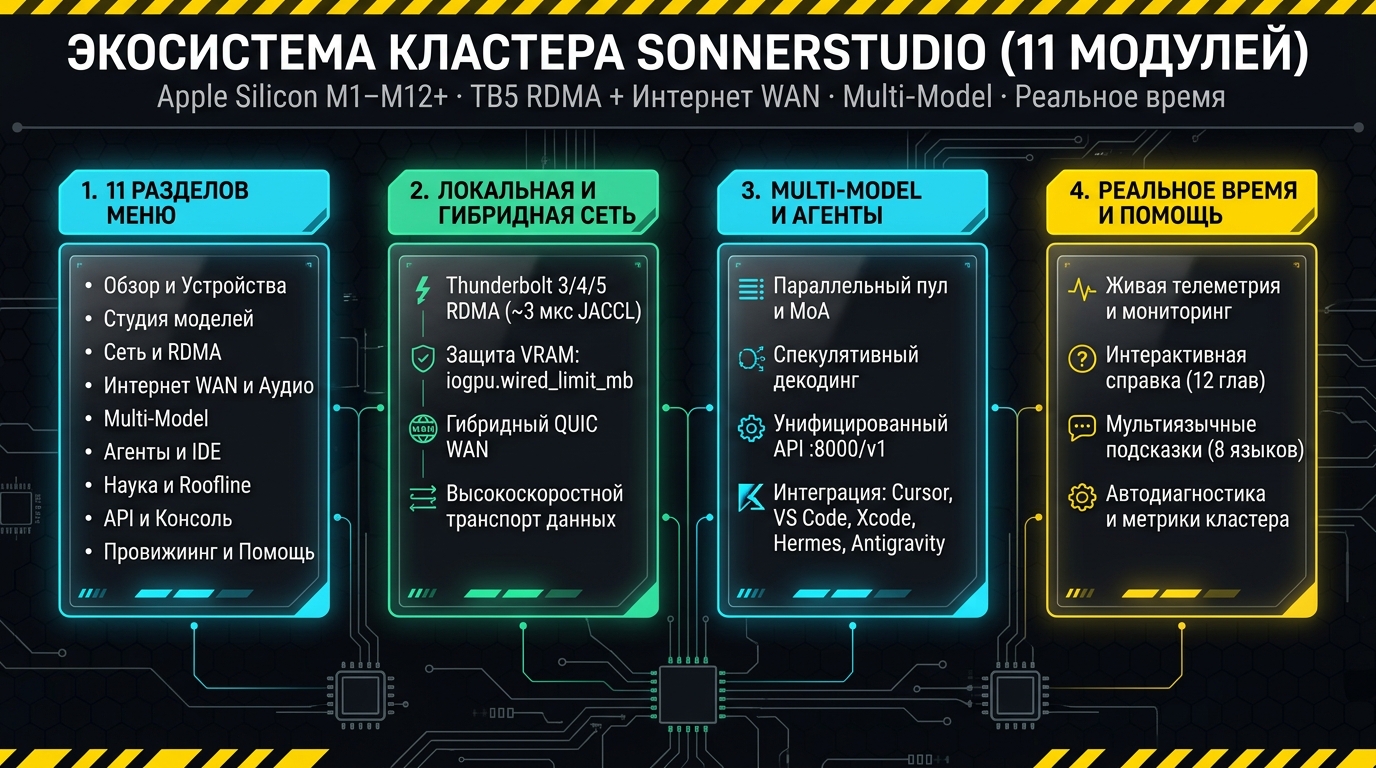 ЭКОСИСТЕМА КЛАСТЕРА SONNERSTUDIO (11 МОДУЛЕЙ)
Apple Silicon M1–M12+ · TB5 RDMA + Интернет WAN · Multi-Model · Реальное время
1. 11 РАЗДЕЛОВ
МЕНЮ
• Обзор и Устройства
• Студия моделей
• Сеть и RDMA
• Интернет WAN и Аудио
• Multi-Model
• Агенты и IDE
• Наука и Roofline
• API и Консоль
• Провижиинг и Помощь
2. ЛОКАЛЬНАЯ И
ГИБРИДНАЯ СЕТЬ
Thunderbolt 3/4/5
RDMA (~3 мкс JACCL)
Защита VRAM:
iogpu.wired_limit_mb
Гибридный QUIC
WAN
Высокоскоростной
транспорт данных
3. MULTI-MODEL
И АГЕНТЫ
Параллельный пул
и MoA
Спекулятивный
декодинг
Унифицированный
API :8000/v1
Интеграция: Cursor,
VS Code, Xcode,
Hermes, Antigravity
4. РЕАЛЬНОЕ ВРЕМЯ
И ПОМОЩЬ
Живая телеметрия
и мониторинг
Интерактивная
справка (12 глав)
Мультиязычные
подсказки (8 языков)
Автодиагностика
и метрики кластера